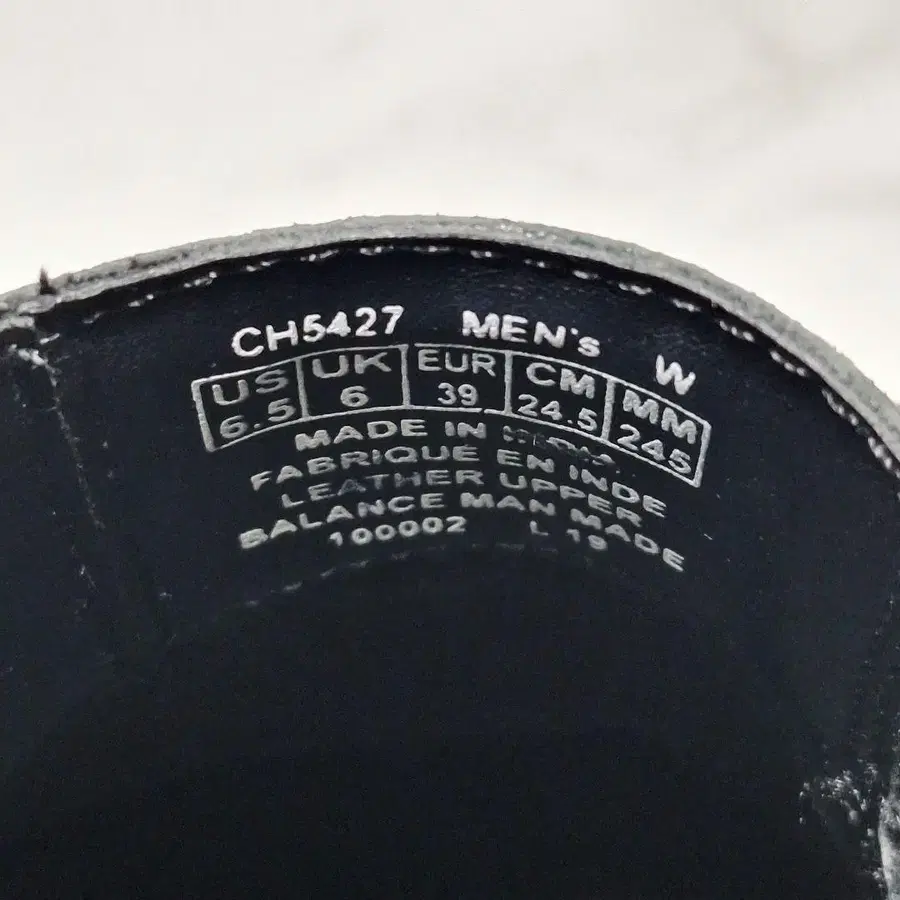 CH5427 MEN's W
US UK EUR CM MM
6.5 6 39 24.5 245
MADE IN
FABRIQUE EN INDE
LEATHER UPPER
BALANCE MAN MADE
100002 L 19